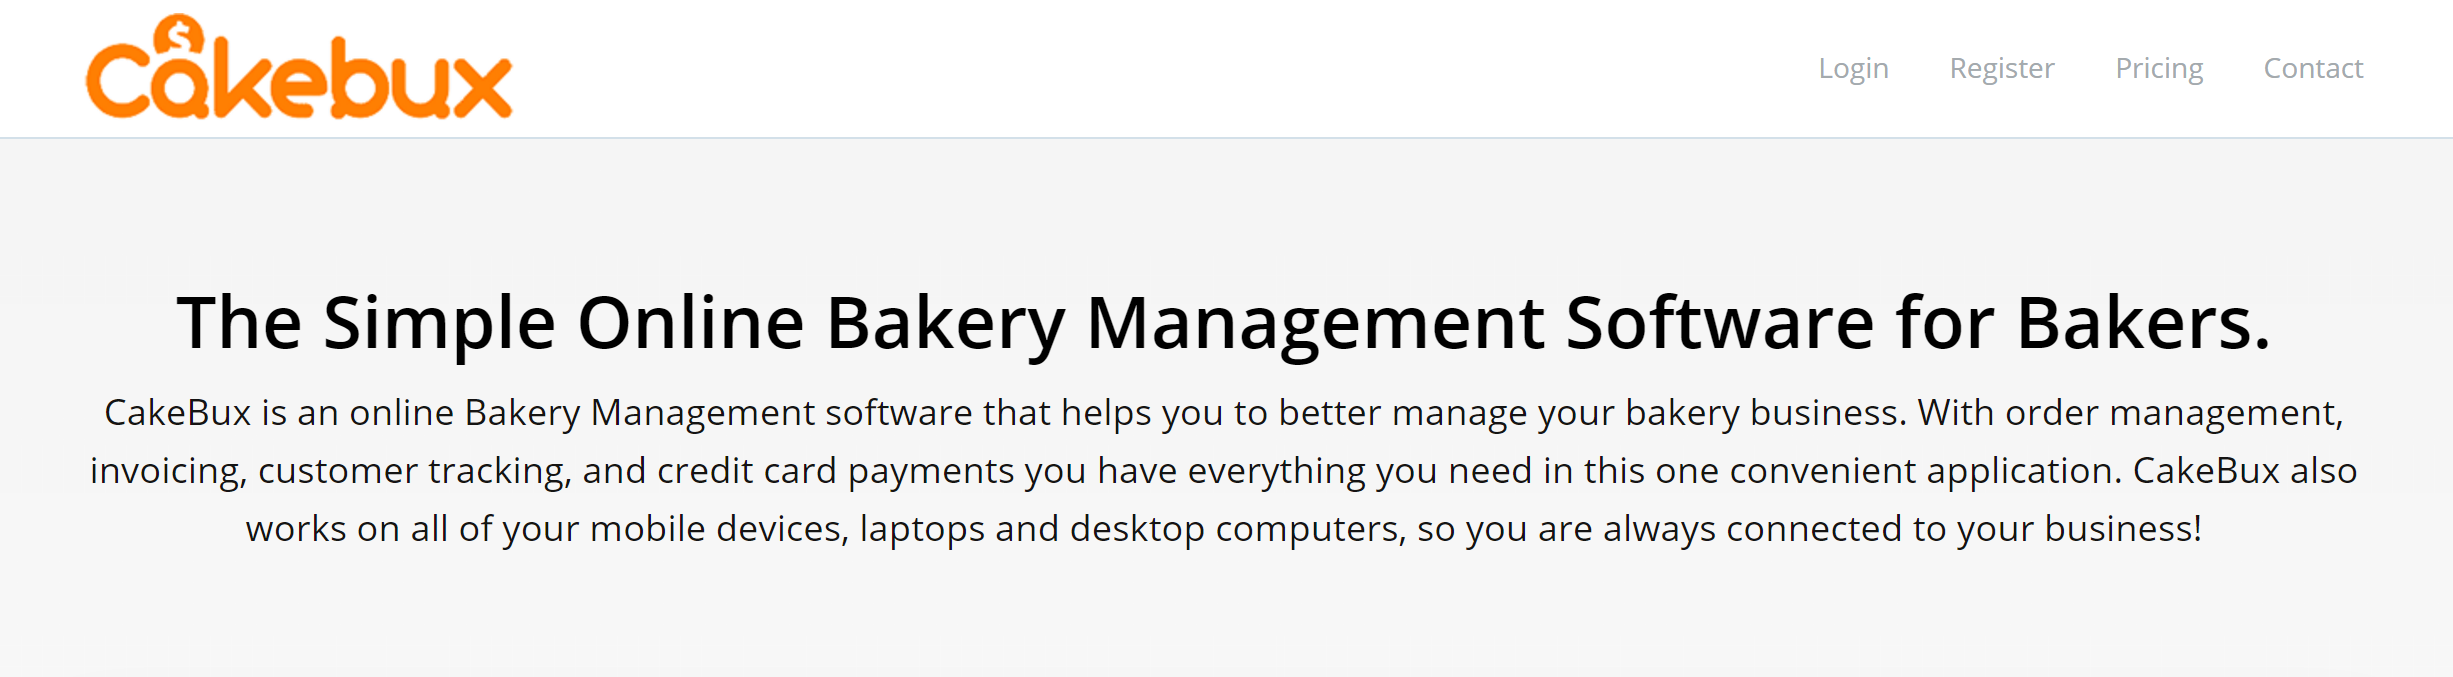 Cakebux
Login Register Pricing Contact
The Simple Online Bakery Management Software for Bakers.
CakeBux is an online Bakery Management software that helps you to better manage your bakery business. With order management,
invoicing, customer tracking, and credit card payments you have everything you need in this one convenient application. CakeBux also
works on all of your mobile devices, laptops and desktop computers, so you are always connected to your business!